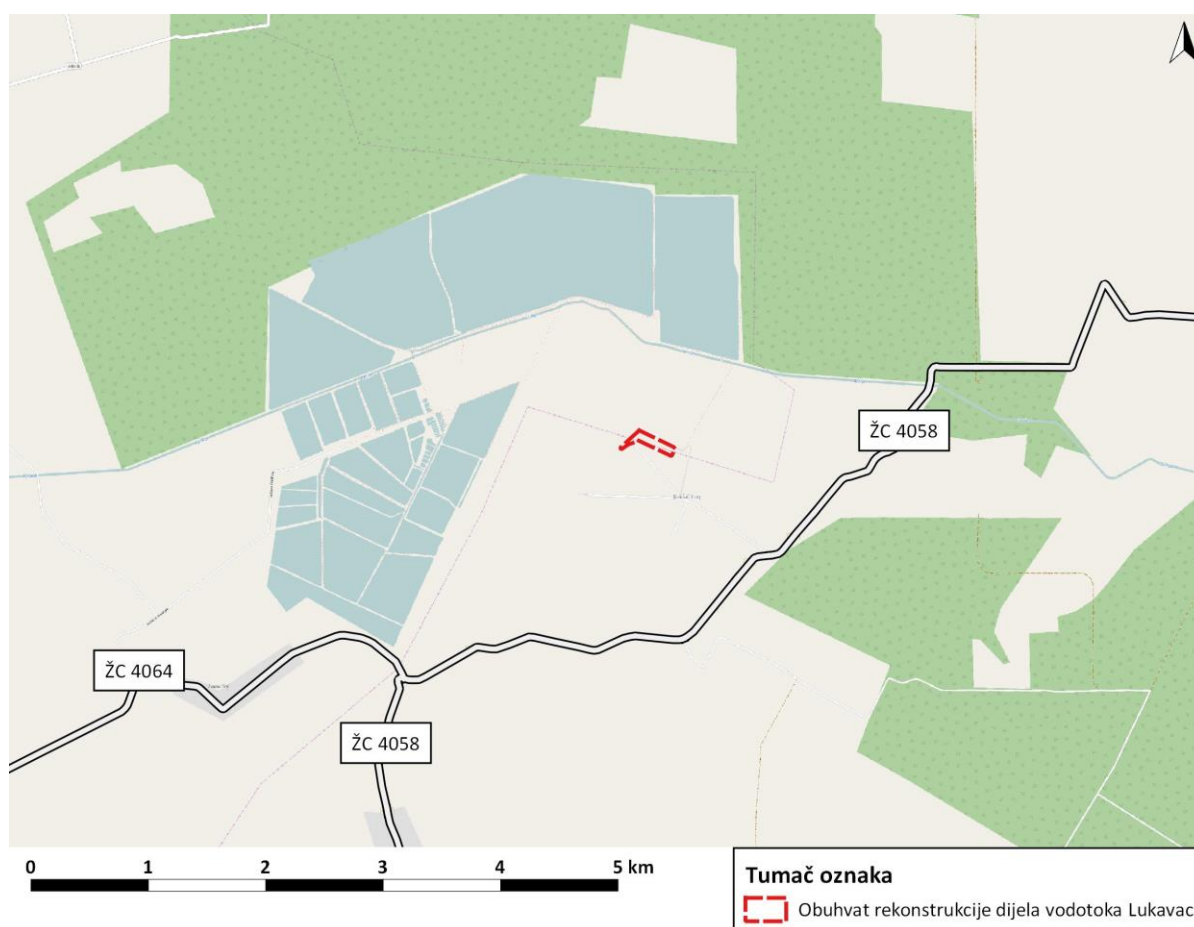 ŽC 4058
ŽC 4064
ŽC 4058
0 1 2 3 4 5 km
Tumač oznaka
Obuhvat rekonstrukcije dijela vodotoka Lukavac